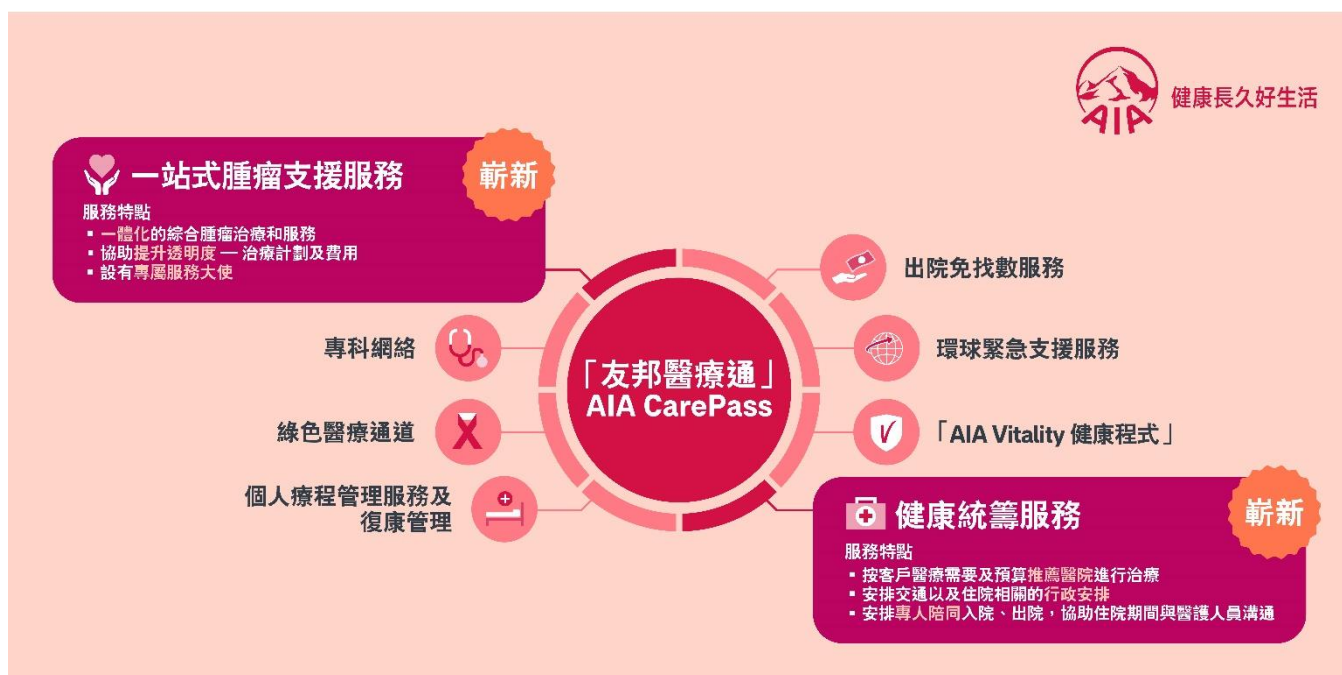 AIA
健康長久好生活
一站式腫瘤支援服務
嶄新
服務特點
▪ 一體化的綜合腫瘤治療和服務
▪ 協助提升透明度 — 治療計劃及費用
▪ 設有專屬服務大使
專科網絡
綠色醫療通道
個人療程管理服務及
復康管理
「友邦醫療通」
AIA CarePass
出院免找數服務
環球緊急支援服務
「AIA Vitality 健康程式」
健康統籌服務
嶄新
服務特點
▪ 按客戶醫療需要及預算推薦醫院進行治療
▪ 安排交通以及住院相關的行政安排
▪ 安排專人陪同入院、出院，協助住院期間與醫護人員溝通